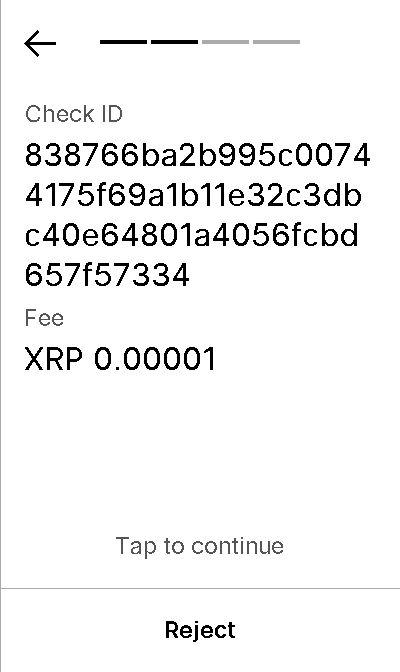 Check ID
838766ba2b995c0074
4175f69a1b11e32c3db
c40e64801a4056fcbd
657f57334
Fee
XRP 0.00001
Tap to continue
Reject